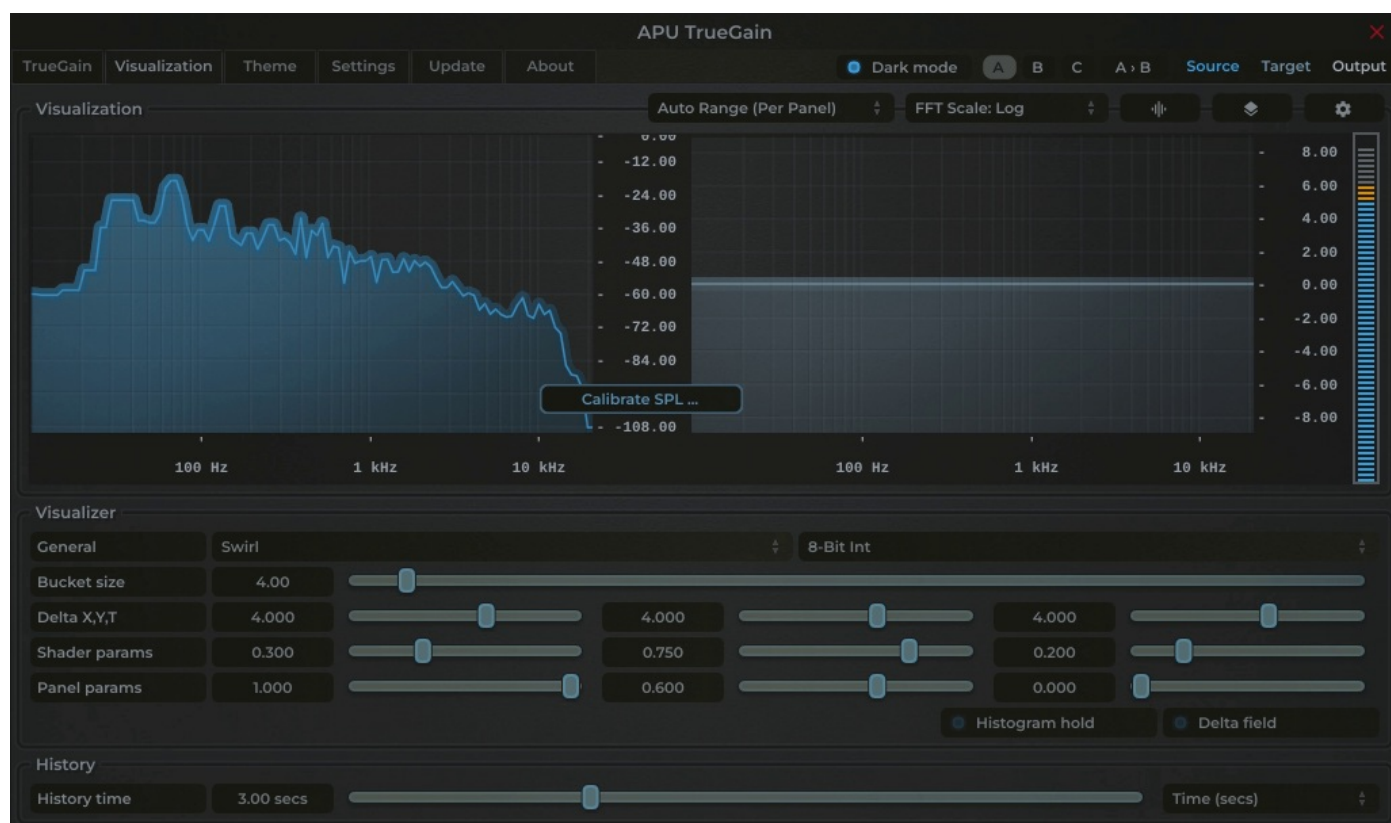 APU TrueGain
TrueGain Visualization Theme Settings Update About Dark mode A B C A › B Source Target Output
Visualization Auto Range (Per Panel) FFT Scale: Log
0.00
-12.00
-24.00
-36.00
-48.00
-60.00
-72.00
-84.00
-108.00
8.00
6.00
4.00
2.00
0.00
-2.00
-4.00
-6.00
-8.00
Calibrate SPL ...
100 Hz 1 kHz 10 kHz 100 Hz 1 kHz 10 kHz
Visualizer
General Swirl 8-Bit Int
Bucket size 4.00
Delta X,Y,T 4.000 4.000 4.000
Shader params 0.300 0.750 0.200
Panel params 1.000 0.600 0.000
Histogram hold Delta field
History
History time 3.00 secs Time (secs)